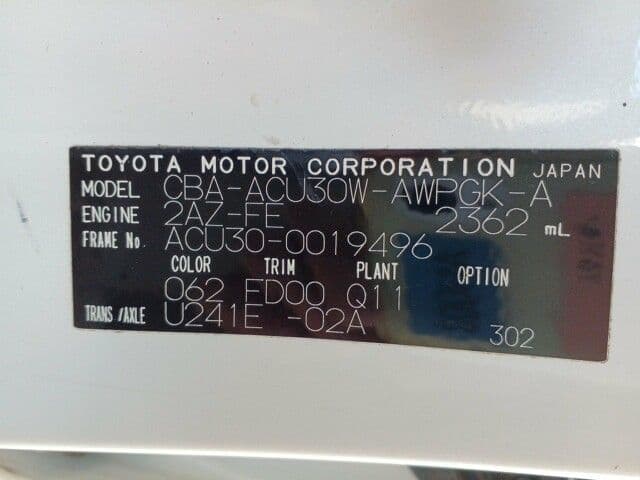 TOYOTA MOTOR CORPORATION JAPAN
MODEL CBA-ACU30W-AWPGK-A
ENGINE 2AZ-FE 2362 mL
FRAME No. ACU30-0019496
COLOR TRIM PLANT OPTION
062 FD00 Q11
TRANS/AXLE U241E -02A 302